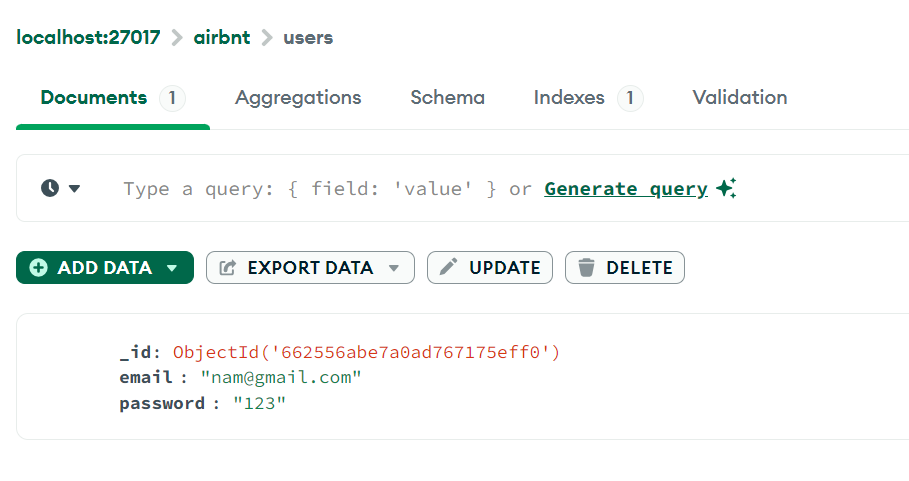 localhost:27017 > airbnt > users
Documents 1 Aggregations Schema Indexes 1 Validation
Type a query: { field: 'value' } or Generate query
ADD DATA EXPORT DATA UPDATE DELETE
_id: ObjectId('662556abe7a0ad767175eff0')
email : "nam@gmail.com"
password : "123"